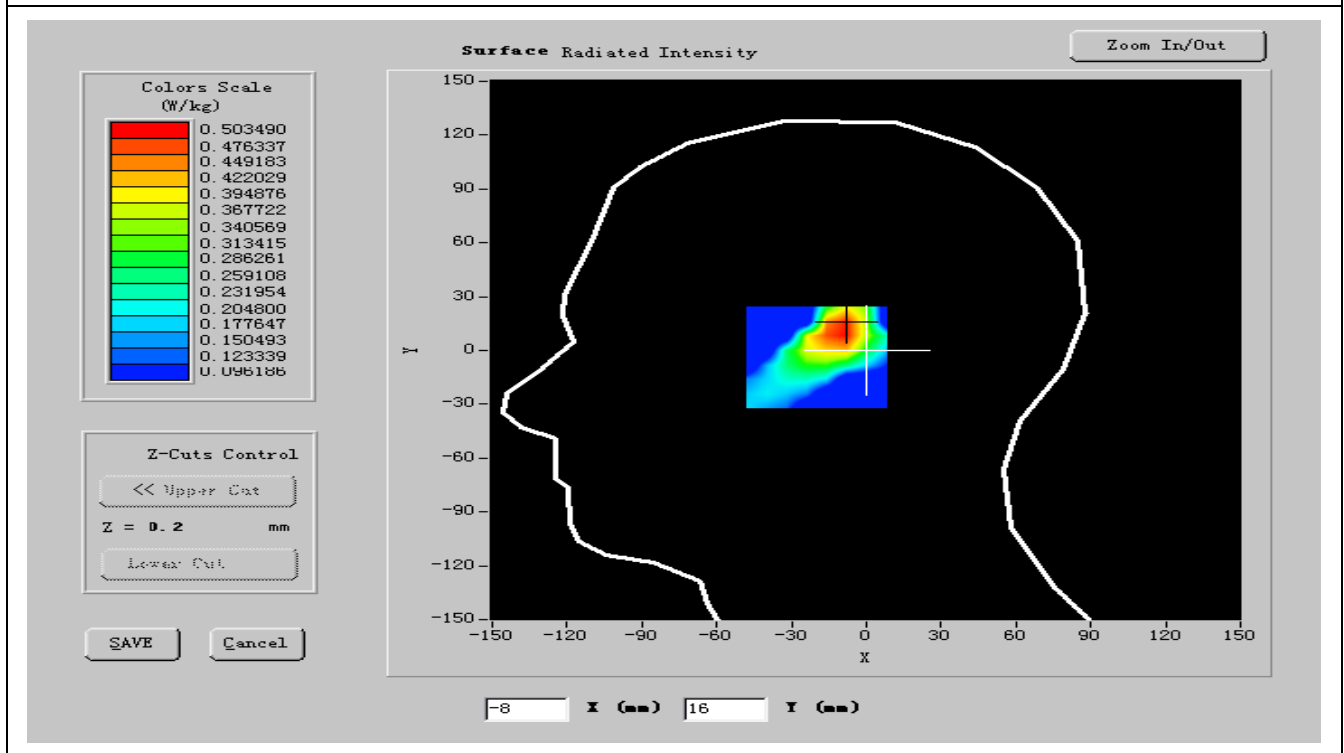 Surface Radiated Intensity
Zoom In/Out
Colors Scale
(W/kg)
0.503490
0.476337
0.449183
0.422029
0.394876
0.367722
0.340569
0.313415
0.286261
0.259108
0.231954
0.204800
0.177647
0.150493
0.123339
0.096186
Z-Cuts Control
<< Upper Cut
Z = 0.2 mm
Lower Cut
SAVE
Cancel
150
120
90
60
30
0
-30
-60
-90
-120
-150
Y
-150 -120 -90 -60 -30 0 30 60 90 120 150
X
-8 X (mm) 16 Y (mm)